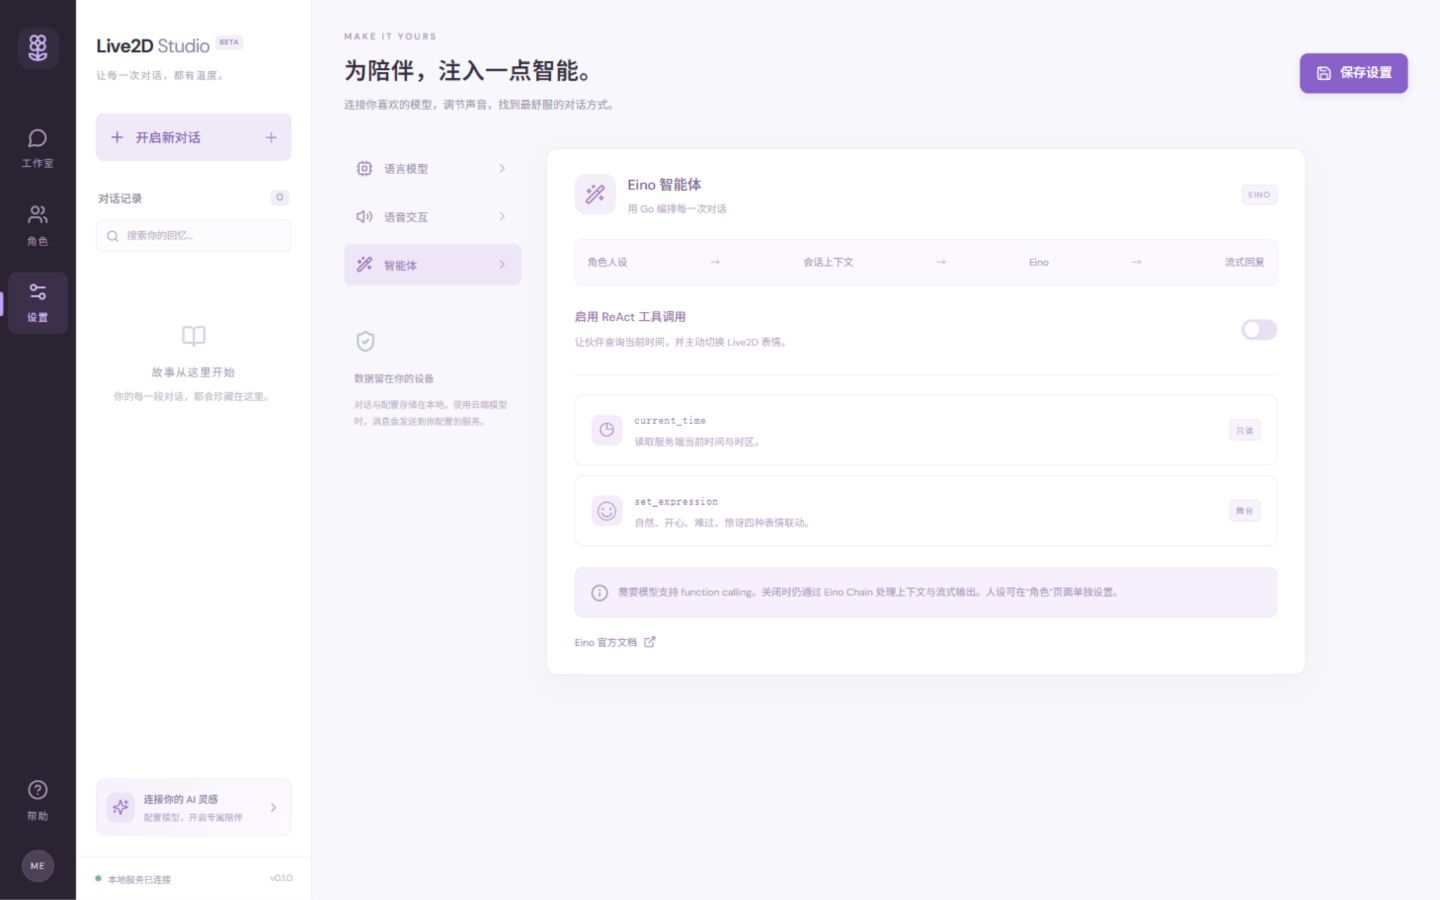 工作室
角色
设置
帮助
ME
Live2D Studio BETA
让每一次对话，都有温度。
开启新对话
对话记录 0
搜索你的回忆...
故事从这里开始
你的每一段对话，都会珍藏在这里。
连接你的 AI 灵感
配置模型，开启专属陪伴
本地服务已连接 v0.1.0
MAKE IT YOURS
为陪伴，注入一点智能。
连接你喜欢的模型，调节声音，找到最舒服的对话方式。
保存设置
语言模型
语音交互
智能体
数据留在你的设备
对话与配置存储在本地。使用云端模型
时，消息会发送到你配置的服务。
Eino 智能体
用 Go 编排每一次对话
EINO
角色人设 → 会话上下文 → Eino → 流式回复
启用 ReAct 工具调用
让伙伴查询当前时间，并主动切换 Live2D 表情。
current_time
读取服务端当前时间与时区。
只读
set_expression
自然、开心、难过、惊讶四种表情联动。
舞台
需要模型支持 function calling。关闭时仍通过 Eino Chain 处理上下文与流式输出。人设可在“角色”页面单独设置。
Eino 官方文档